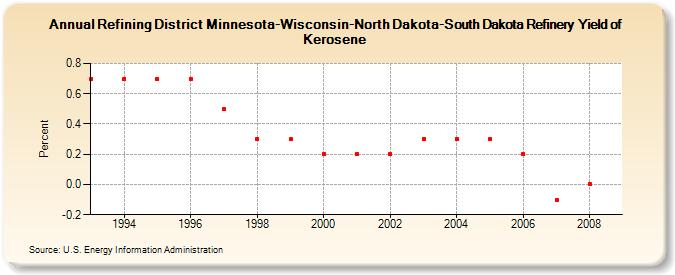 Annual Refining District Minnesota-Wisconsin-North Dakota-South Dakota Refinery Yield of
Kerosene
Percent
0.8
0.6
0.4
0.2
0.0
-0.2
1994 1996 1998 2000 2002 2004 2006 2008
Source: U.S. Energy Information Administration